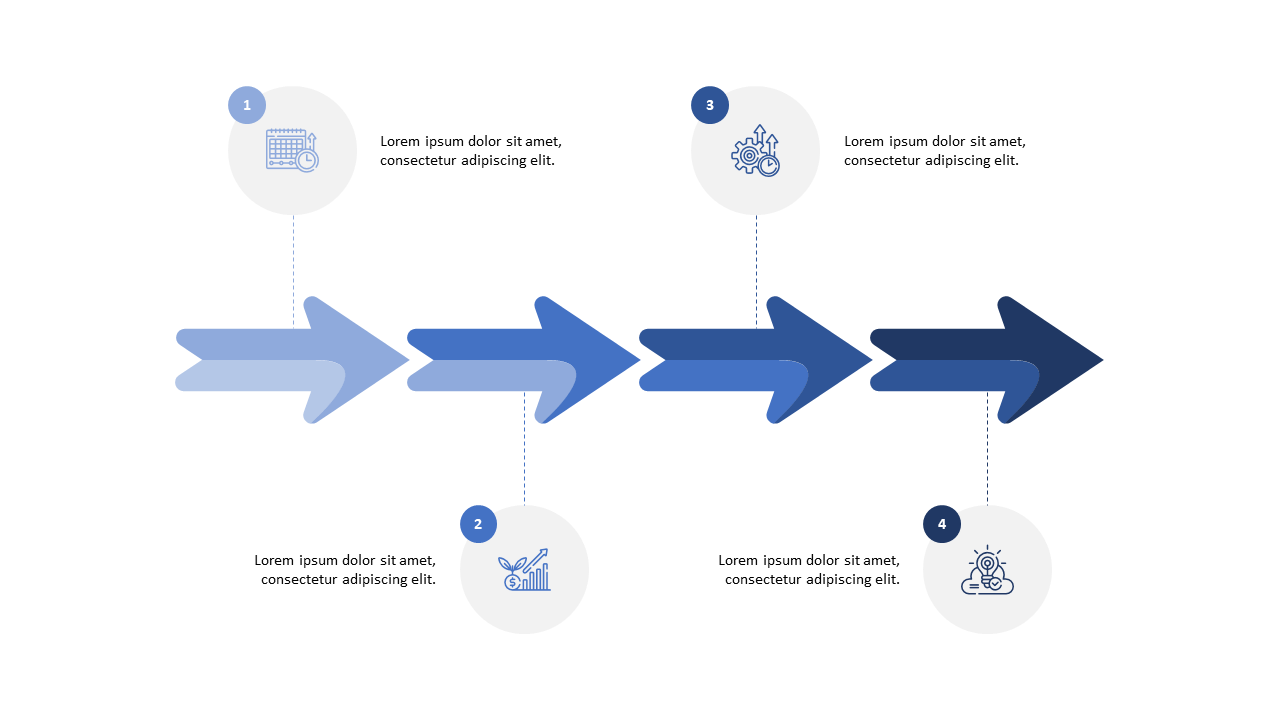 1
Lorem ipsum dolor sit amet,
consectetur adipiscing elit.
2
Lorem ipsum dolor sit amet,
consectetur adipiscing elit.
3
Lorem ipsum dolor sit amet,
consectetur adipiscing elit.
4
Lorem ipsum dolor sit amet,
consectetur adipiscing elit.